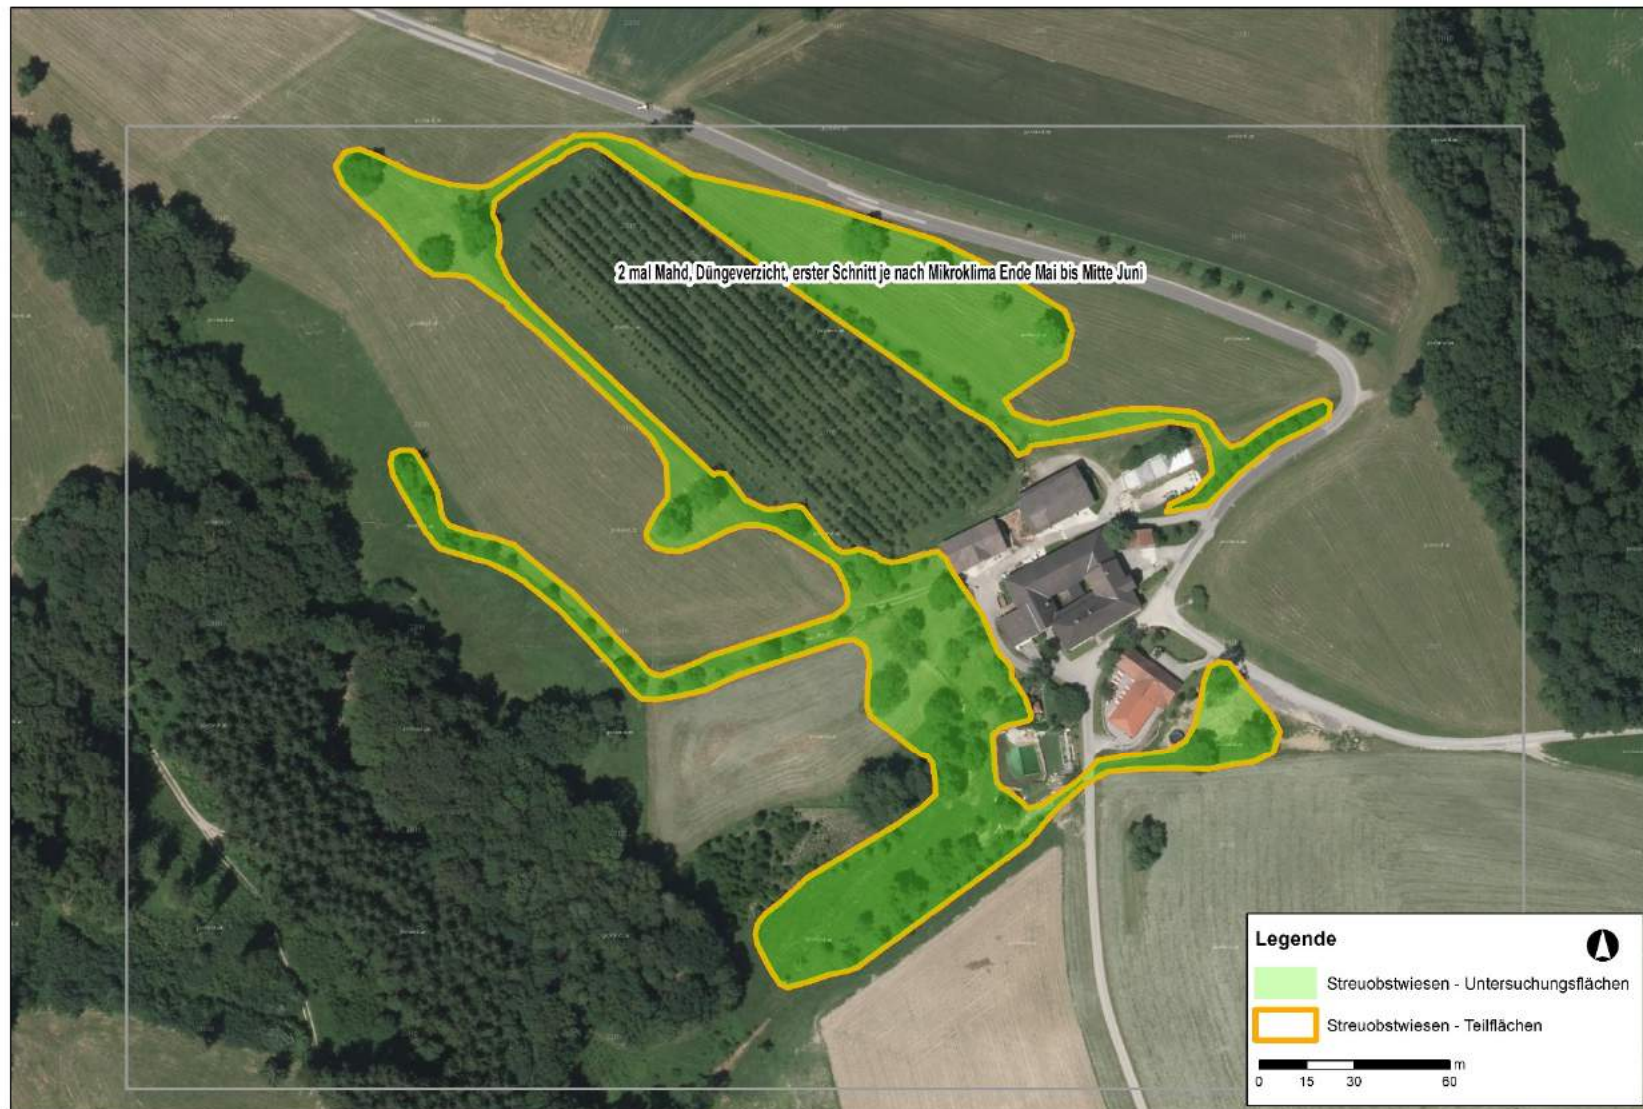 2 mal Mahd, Düngeverzicht, erster Schnitt je nach Mikroklima Ende Mai bis Mitte Juni
Legende
Streuobstwiesen - Untersuchungsflächen
Streuobstwiesen - Teilflächen
0 15 30 60 m